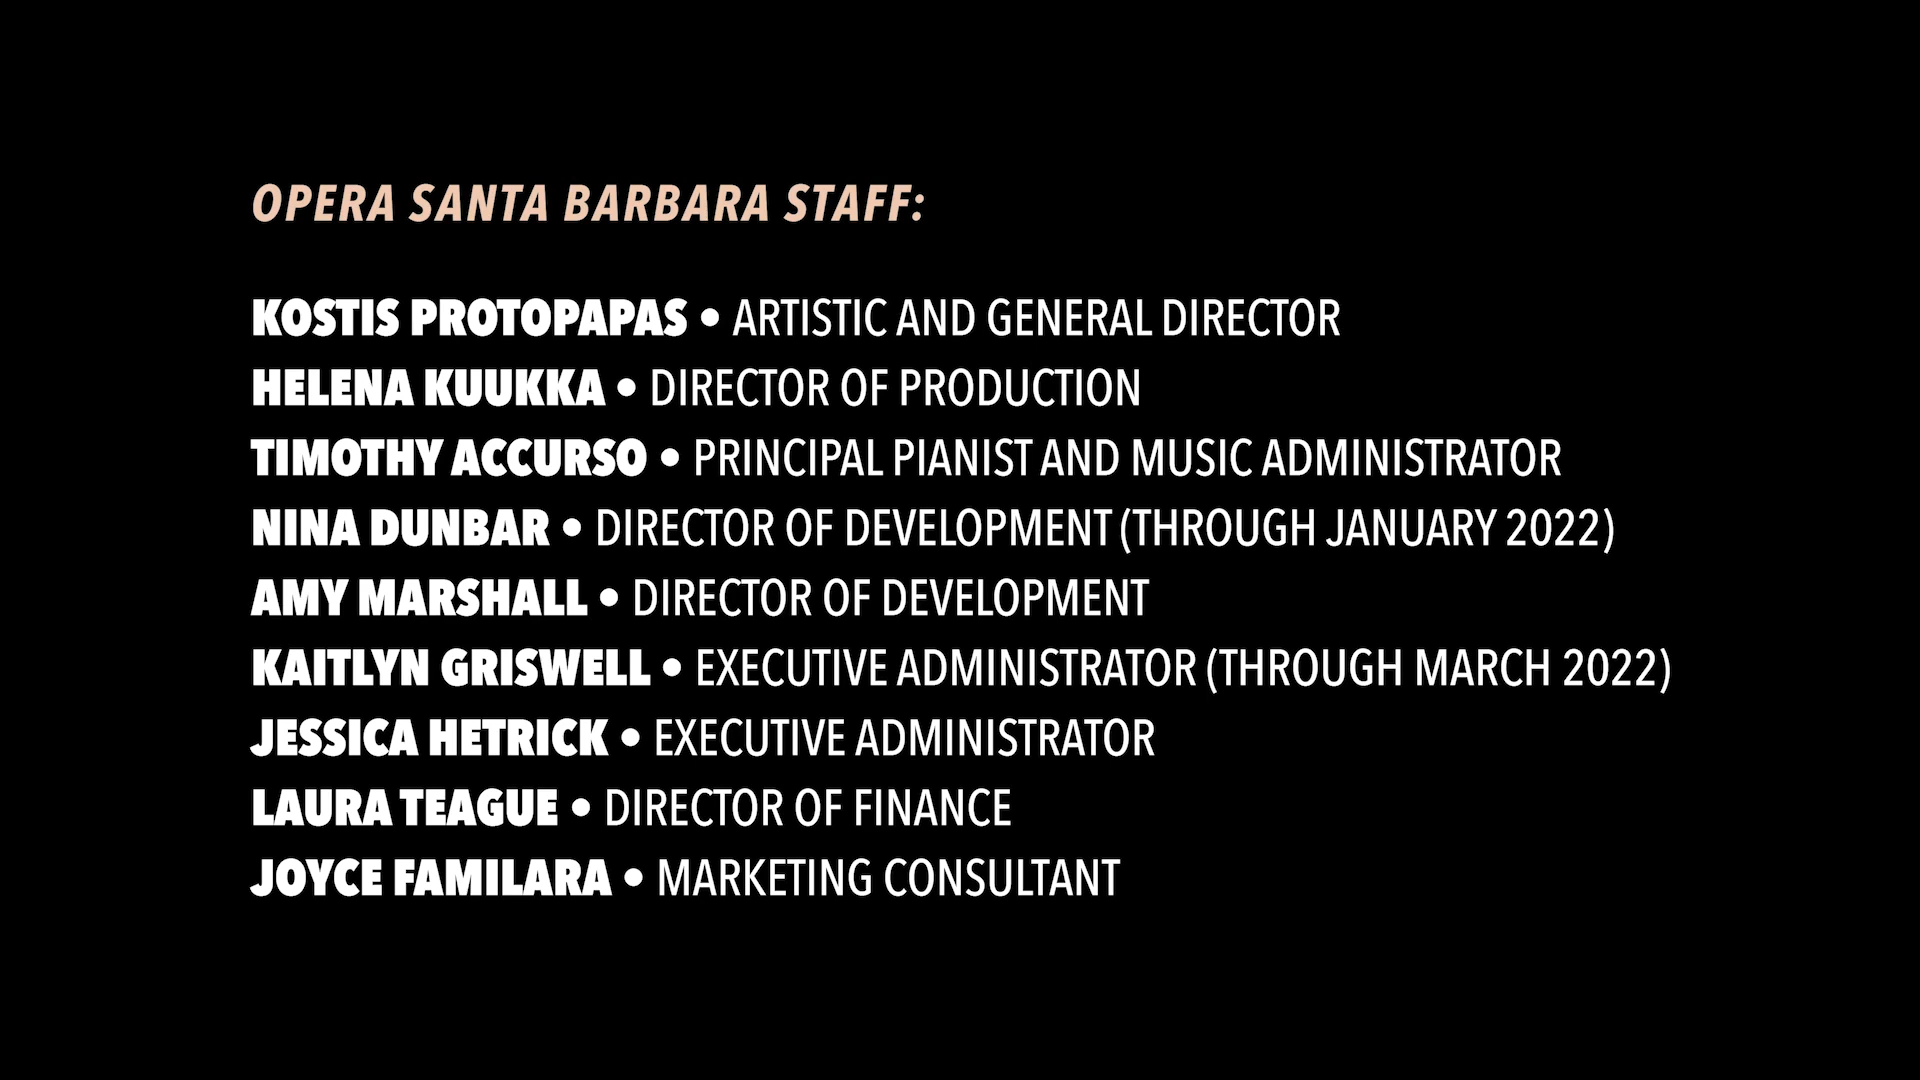 OPERA SANTA BARBARA STAFF:
KOSTIS PROTOPAPAS • ARTISTIC AND GENERAL DIRECTOR
HELENA KUUKKA • DIRECTOR OF PRODUCTION
TIMOTHY ACCURSO • PRINCIPAL PIANIST AND MUSIC ADMINISTRATOR
NINA DUNBAR • DIRECTOR OF DEVELOPMENT (THROUGH JANUARY 2022)
AMY MARSHALL • DIRECTOR OF DEVELOPMENT
KAITLYN GRISWELL • EXECUTIVE ADMINISTRATOR (THROUGH MARCH 2022)
JESSICA HETRICK • EXECUTIVE ADMINISTRATOR
LAURA TEAGUE • DIRECTOR OF FINANCE
JOYCE FAMILARA • MARKETING CONSULTANT